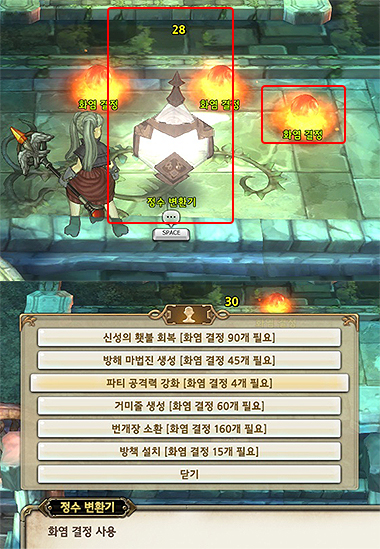 28
화염 결정
화염 결정
화염 결정
정수 변환기
SPACE
30
신성의 횃불 회복 [화염 결정 90개 필요]
방해 마법진 생성 [화염 결정 45개 필요]
파티 공격력 강화 [화염 결정 4개 필요]
거미줄 생성 [화염 결정 60개 필요]
번개장 소환 [화염 결정 160개 필요]
방책 설치 [화염 결정 15개 필요]
닫기
정수 변환기
화염 결정 사용